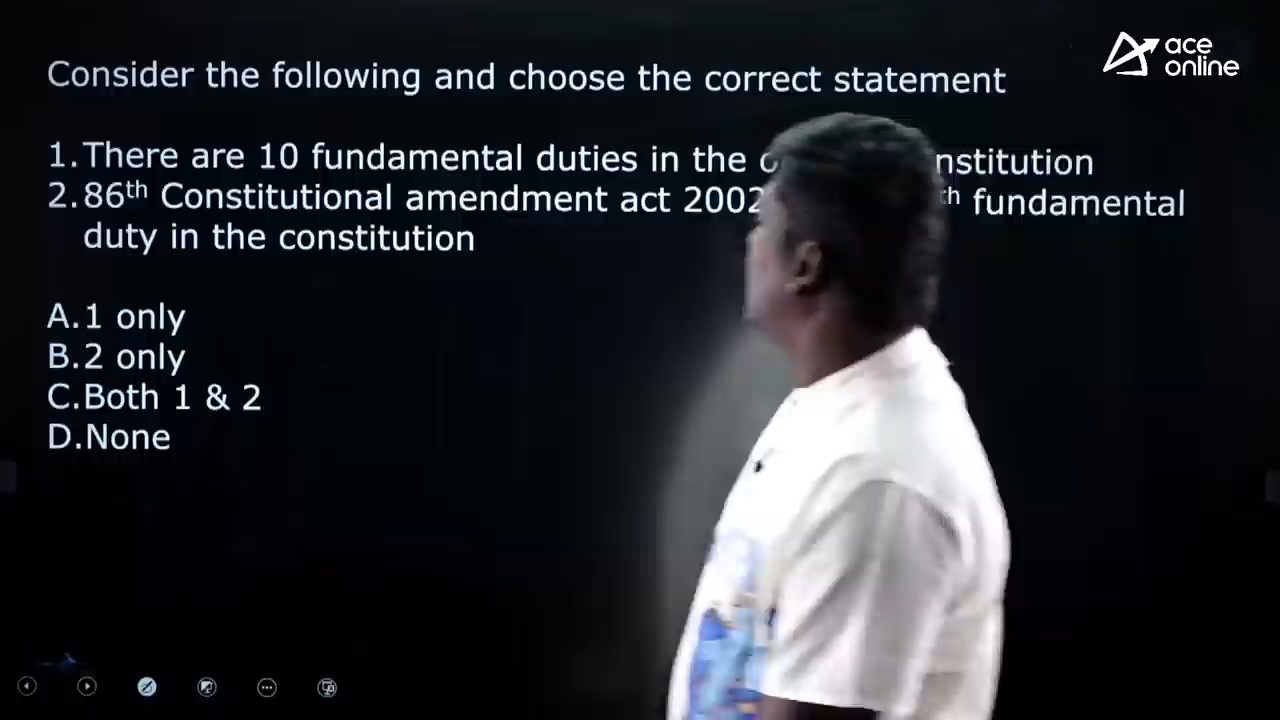 ace
online
Consider the following and choose the correct statement
1. There are 10 fundamental duties in the
2. 86th Constitutional amendment act 2002 fundamental
duty in the constitution
A. 1 only
B. 2 only
C. Both 1 & 2
D. None